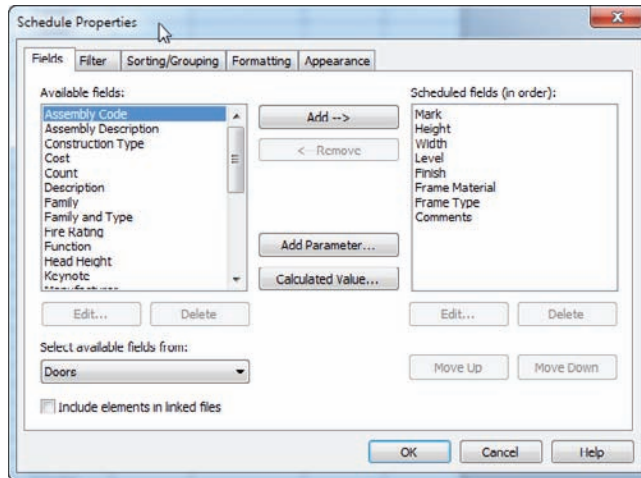 Schedule Properties
Fields Filter Sorting/Grouping Formatting Appearance
Available fields:
Assembly Code
Assembly Description
Construction Type
Cost
Count
Description
Family
Family and Type
Fire Rating
Function
Head Height
Keynote
Manufacturer
Add -->
<-- Remove
Add Parameter...
Calculated Value...
Scheduled fields (in order):
Mark
Height
Width
Level
Finish
Frame Material
Frame Type
Comments
Edit... Delete
Edit... Delete
Select available fields from:
Doors
Move Up Move Down
Include elements in linked files
OK Cancel Help